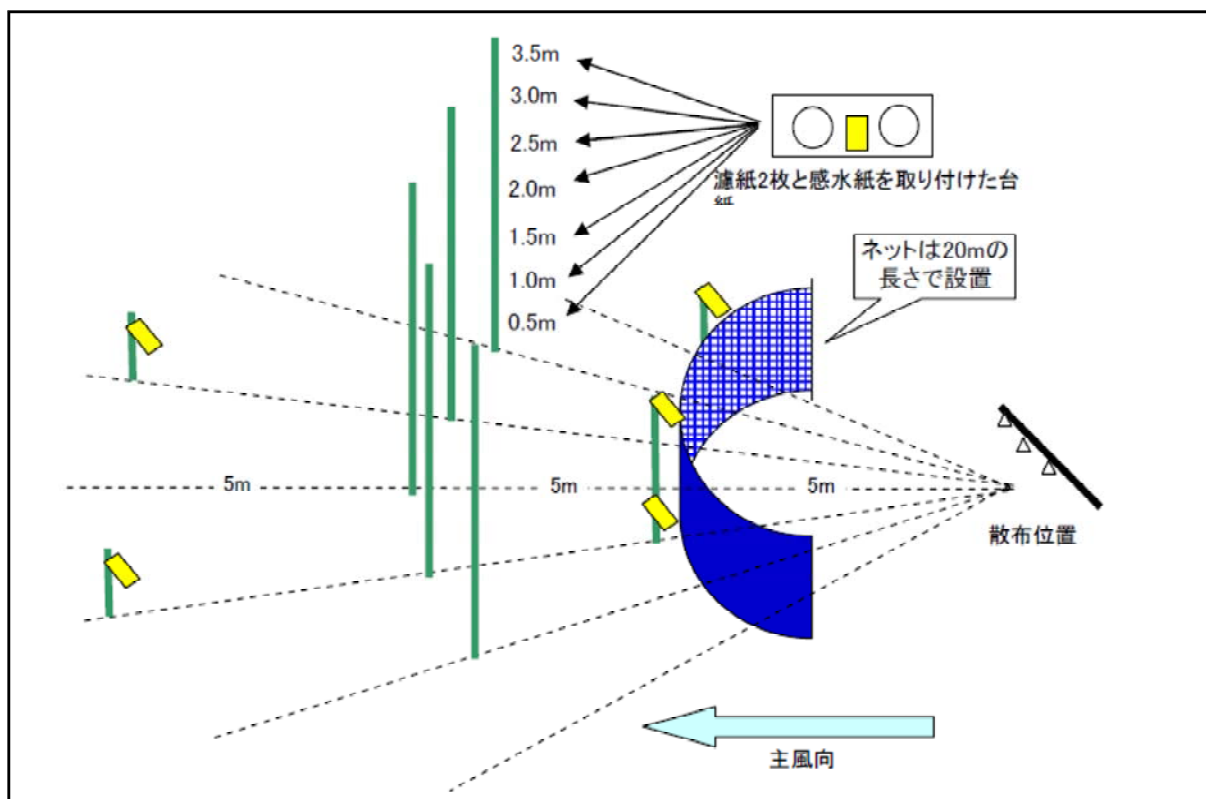 3.5m
3.0m
2.5m
2.0m
1.5m
1.0m
0.5m
濾紙2枚と感水紙を取り付けた台
紙
ネットは20mの
長さで設置
5m
5m
5m
散布位置
主風向